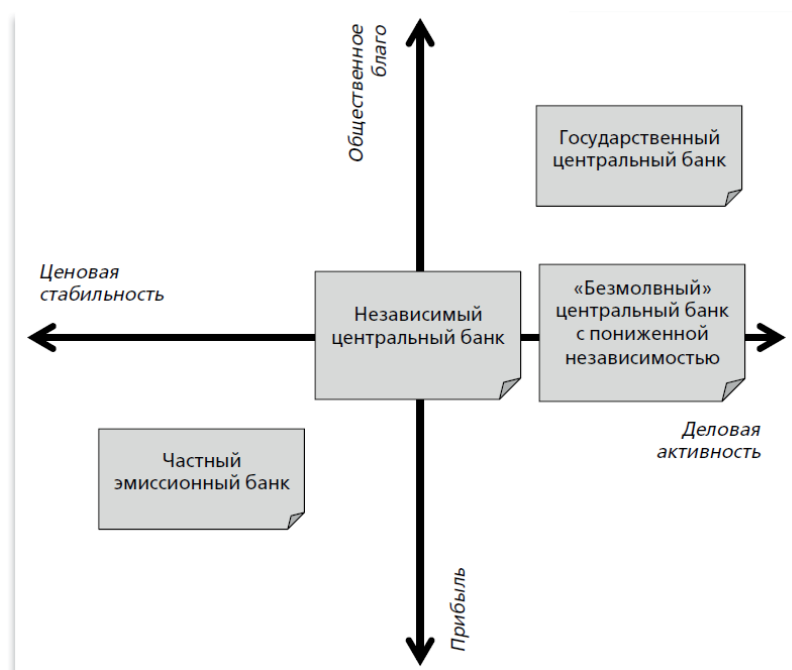 Общественное
благо
Государственный
центральный банк
Ценовая
стабильность
Независимый
центральный банк
«Безмолвный»
центральный банк
с пониженной
независимостью
Деловая
активность
Частный
эмиссионный банк
Прибыль